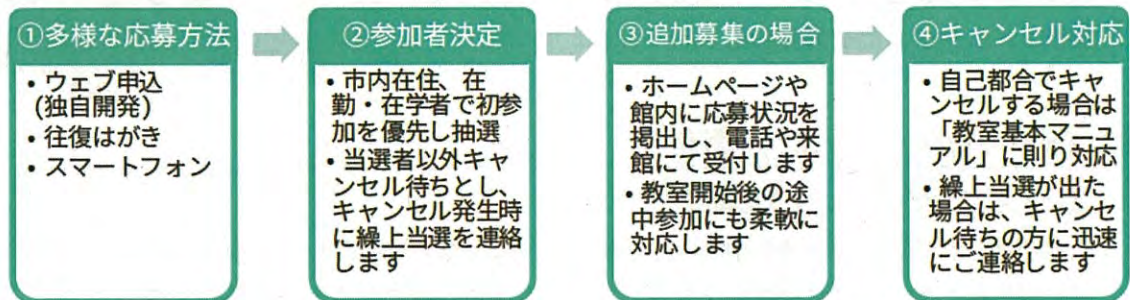 ①多様な応募方法
• ウェブ申込
(独自開発)
• 往復はがき
• スマートフォン
②参加者決定
• 市内在住、在
勤・在学者で初参
加を優先し抽選
• 当選者以外キャ
ンセル待ちとし、
キャンセル発生時
に繰上当選を連絡
します
③追加募集の場合
• ホームページや
館内に応募状況を
掲出し、電話や来
館にて受付します
• 教室開始後の途
中参加にも柔軟に
対応します
④キャンセル対応
• 自己都合でキャ
ンセルする場合は
「教室基本マニュ
アル」に則り対応
• 繰上当選が出た
場合は、キャンセ
ル待ちの方に迅速
にご連絡します